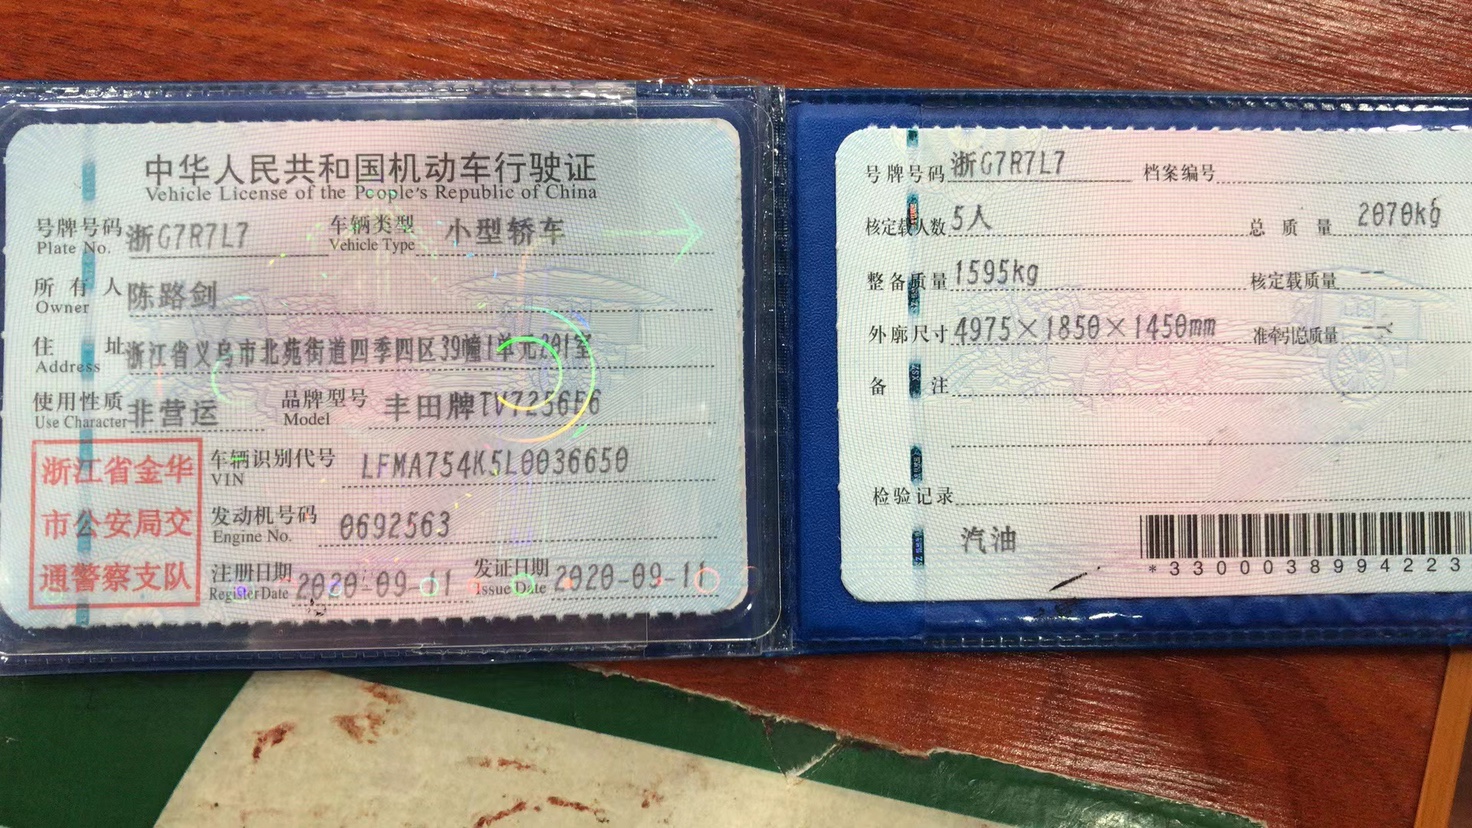 中华人民共和国机动车行驶证
Vehicle License of the People's Republic of China
号牌号码 浙G7R7L7 车辆类型 小型轿车
Plate No. Vehicle Type
所有人 陈路剑
Owner
住址 浙江省义乌市北苑街道四季四区39幢1单元201室
Address
使用性质 非营运 品牌型号 丰田牌TV7256E6
Use Character Model
浙江省金华
市公安局交
通警察支队
车辆识别代号 LFMA754K5L0036650
VIN
发动机号码 0692563
Engine No.
注册日期 2020-09-11 发证日期 2020-09-11
Register Date Issue Date
号牌号码 浙G7R7L7 档案编号
核定载人数 5人 总质量 2070kg
整备质量 1595kg 核定载质量 --
外廓尺寸 4975×1850×1450mm 准牵引总质量 --
备注
检验记录
汽油
*3300038994223